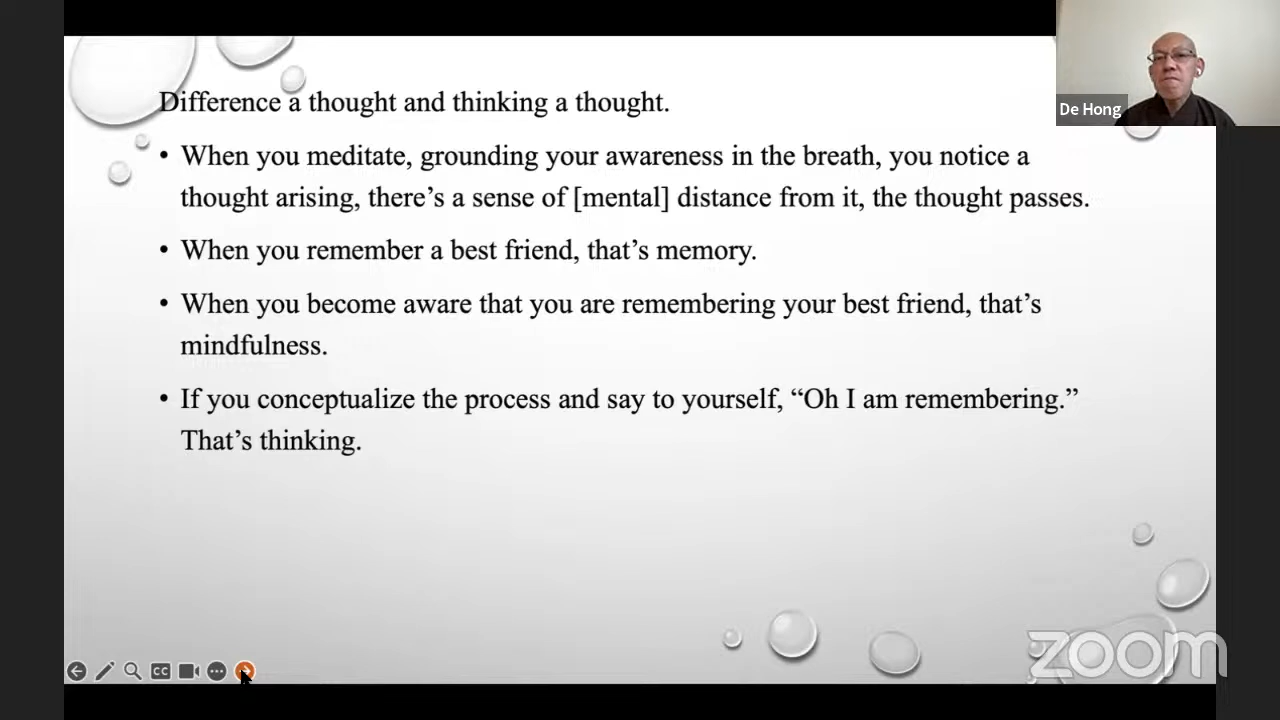 Difference a thought and thinking a thought.
• When you meditate, grounding your awareness in the breath, you notice a
thought arising, there’s a sense of [mental] distance from it, the thought passes.
• When you remember a best friend, that’s memory.
• When you become aware that you are remembering your best friend, that’s
mindfulness.
• If you conceptualize the process and say to yourself, “Oh I am remembering.”
That’s thinking.
De Hong
CC
zoom